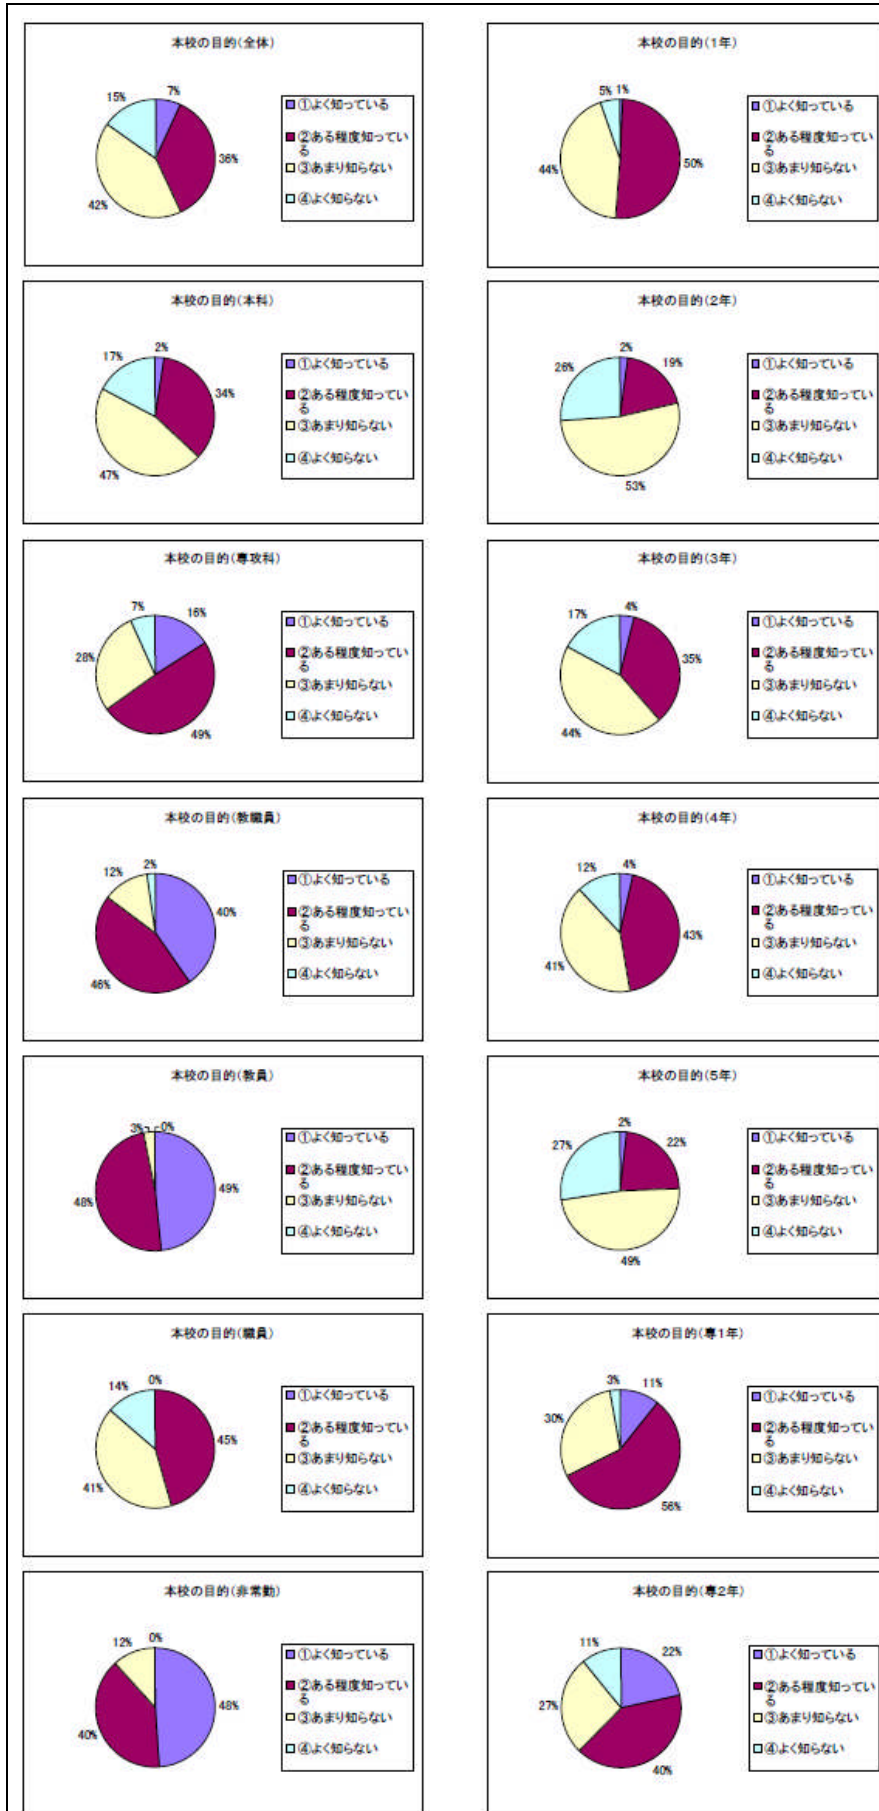 本校の目的(全体)
15%
7%
36%
42%
①よく知っている
②ある程度知ってい
る
③あまり知らない
④よく知らない
本校の目的(1年)
5%
1%
50%
44%
①よく知っている
②ある程度知ってい
る
③あまり知らない
④よく知らない
本校の目的(本科)
17%
2%
34%
47%
①よく知っている
②ある程度知ってい
る
③あまり知らない
④よく知らない
本校の目的(2年)
26%
2%
19%
53%
①よく知っている
②ある程度知ってい
る
③あまり知らない
④よく知らない
本校の目的(専攻科)
7%
16%
28%
49%
①よく知っている
②ある程度知ってい
る
③あまり知らない
④よく知らない
本校の目的(3年)
17%
4%
35%
44%
①よく知っている
②ある程度知ってい
る
③あまり知らない
④よく知らない
本校の目的(教職員)
12%
2%
40%
46%
①よく知っている
②ある程度知ってい
る
③あまり知らない
④よく知らない
本校の目的(4年)
12%
4%
43%
41%
①よく知っている
②ある程度知ってい
る
③あまり知らない
④よく知らない
本校の目的(教員)
3%
0%
49%
48%
①よく知っている
②ある程度知ってい
る
③あまり知らない
④よく知らない
本校の目的(5年)
27%
2%
22%
49%
①よく知っている
②ある程度知ってい
る
③あまり知らない
④よく知らない
本校の目的(職員)
14%
0%
45%
41%
①よく知っている
②ある程度知ってい
る
③あまり知らない
④よく知らない
本校の目的(専1年)
3%
11%
30%
56%
①よく知っている
②ある程度知ってい
る
③あまり知らない
④よく知らない
本校の目的(非常勤)
12%
0%
48%
40%
①よく知っている
②ある程度知ってい
る
③あまり知らない
④よく知らない
本校の目的(専2年)
11%
22%
27%
40%
①よく知っている
②ある程度知ってい
る
③あまり知らない
④よく知らない